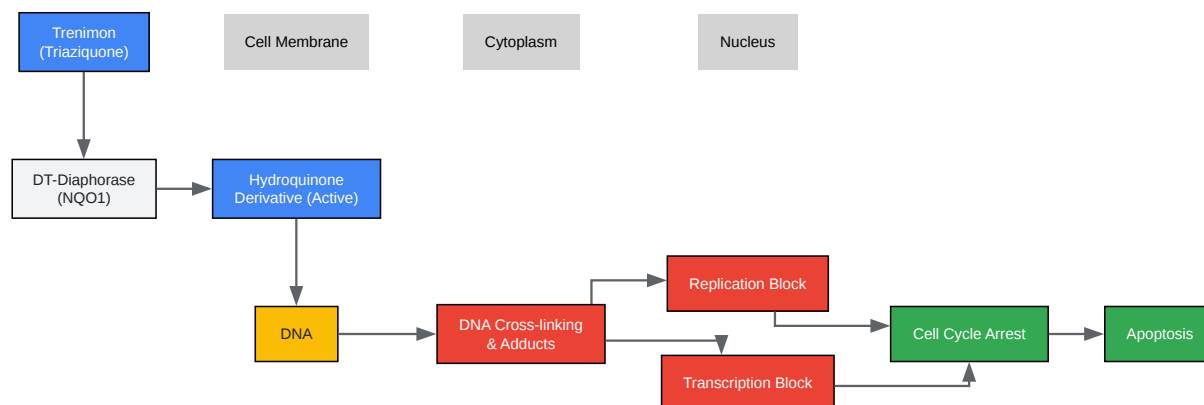 Trenimon
(Triaziquone)
Cell Membrane
Cytoplasm
Nucleus
DT-Diaphorase
(NQO1)
Hydroquinone
Derivative (Active)
Replication Block
DNA
DNA Cross-linking
& Adducts
Cell Cycle Arrest
Apoptosis
Transcription Block